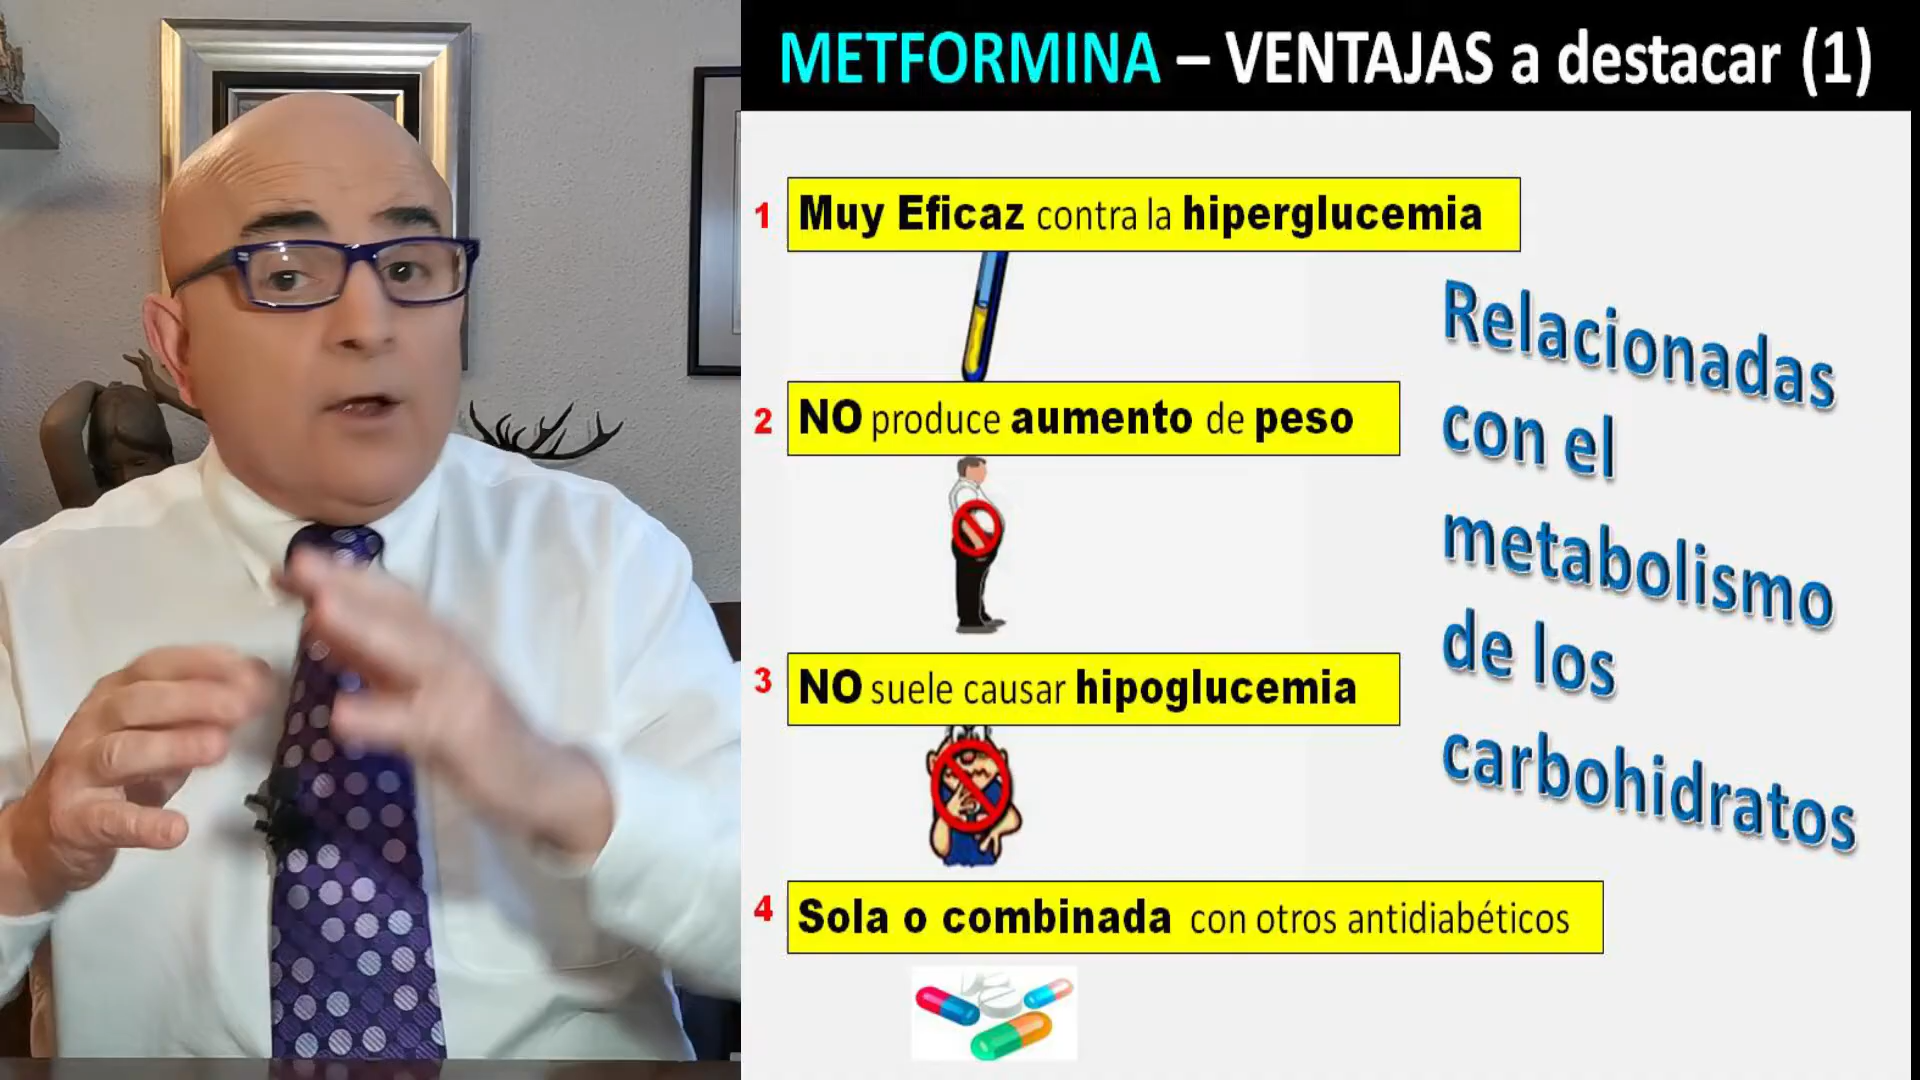 METFORMINA – VENTAJAS a destacar (1)
1 Muy Eficaz contra la hiperglucemia
2 NO produce aumento de peso
3 NO suele causar hipoglucemia
4 Sola o combinada con otros antidiabéticos
Relacionadas
con el
metabolismo
de los
carbohidratos